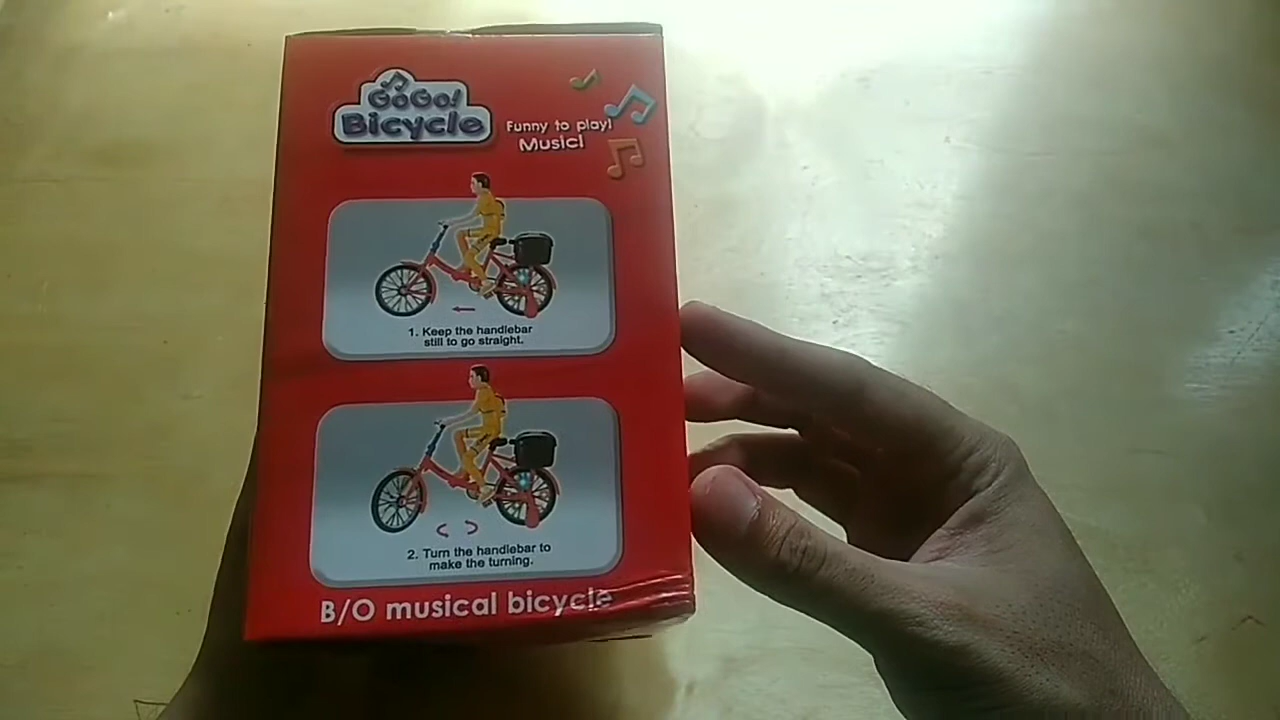 GoGo!
Bicycle
Funny to play!
Music!
1. Keep the handlebar
still to go straight.
2. Turn the handlebar to
make the turning.
B/O musical bicycle